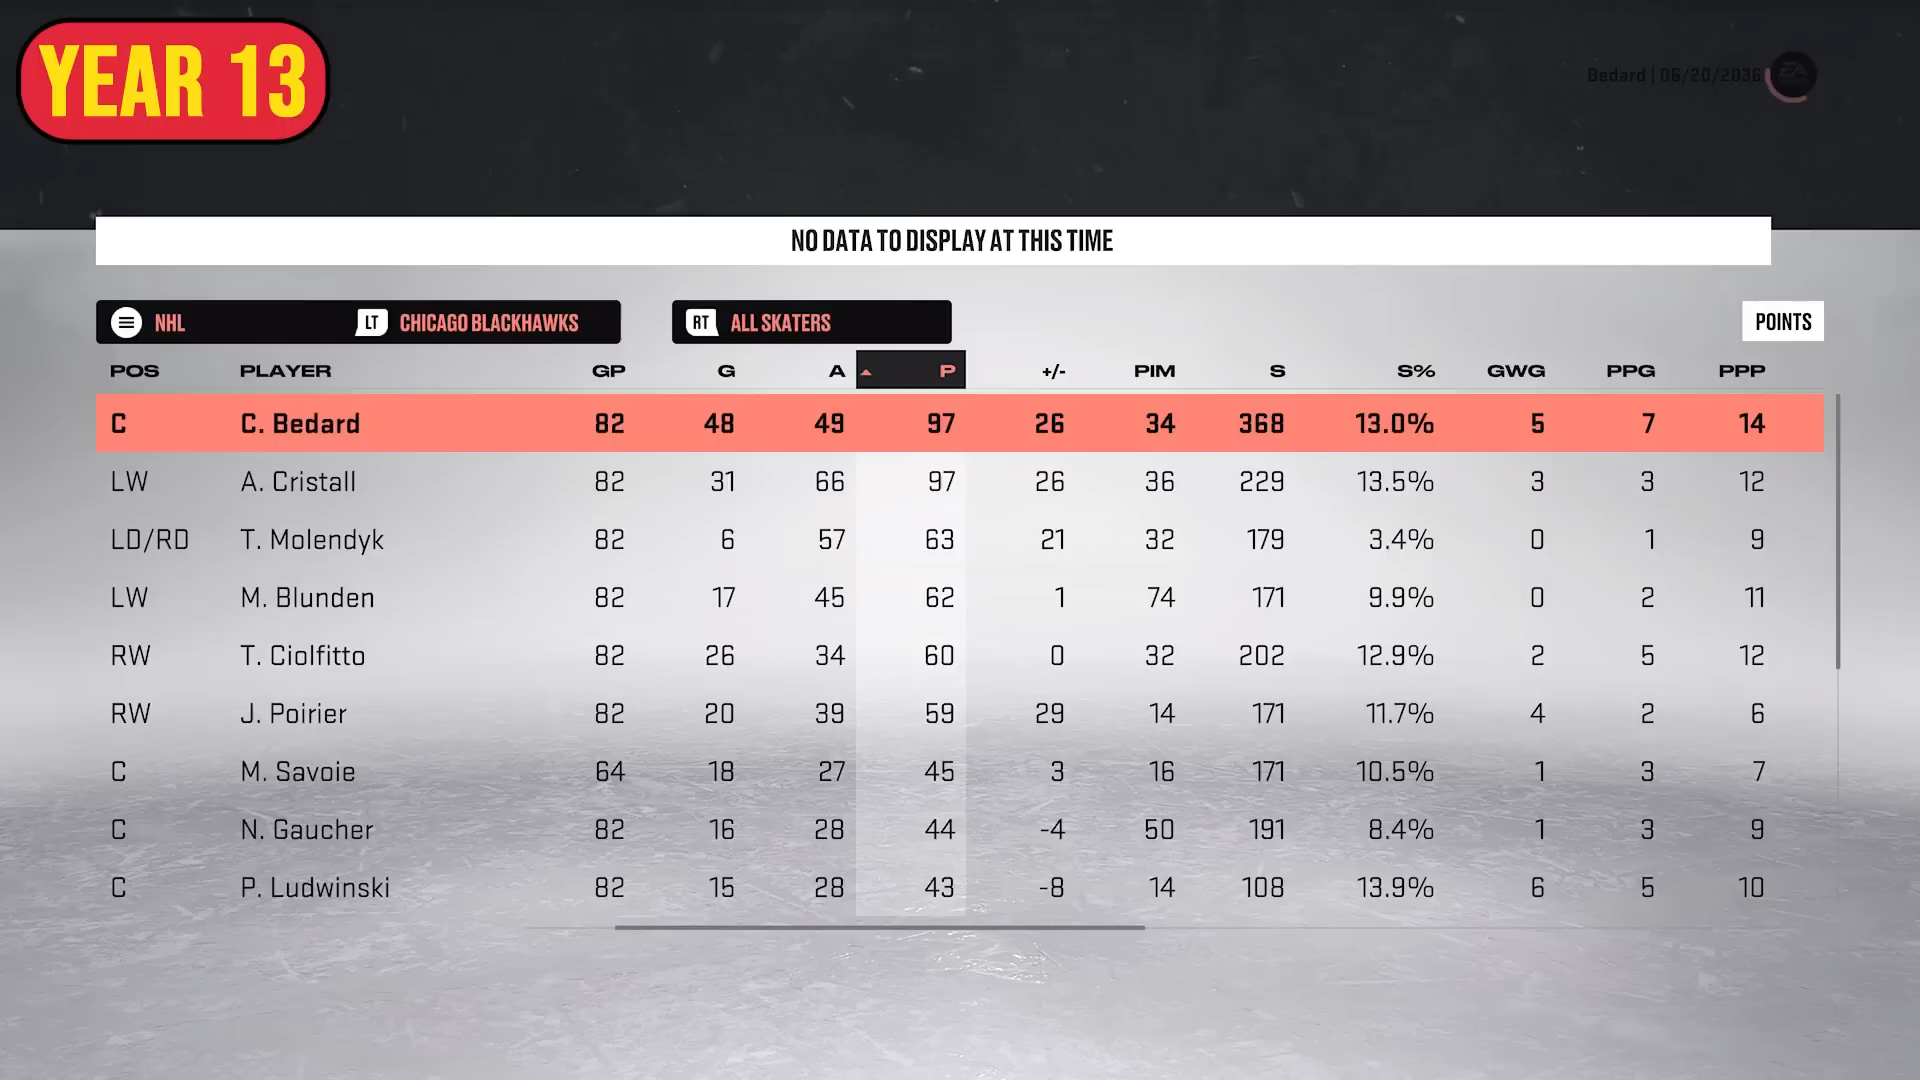 YEAR 13
Bedard | 06/20/2036 EA
NO DATA TO DISPLAY AT THIS TIME
NHL LT CHICAGO BLACKHAWKS RT ALL SKATERS POINTS
POS PLAYER GP G A P +/- PIM S S% GWG PPG PPP
C C. Bedard 82 48 49 97 26 34 368 13.0% 5 7 14
LW A. Cristall 82 31 66 97 26 36 229 13.5% 3 3 12
LD/RD T. Molendyk 82 6 57 63 21 32 179 3.4% 0 1 9
LW M. Blunden 82 17 45 62 1 74 171 9.9% 0 2 11
RW T. Ciolfitto 82 26 34 60 0 32 202 12.9% 2 5 12
RW J. Poirier 82 20 39 59 29 14 171 11.7% 4 2 6
C M. Savoie 64 18 27 45 3 16 171 10.5% 1 3 7
C N. Gaucher 82 16 28 44 -4 50 191 8.4% 1 3 9
C P. Ludwinski 82 15 28 43 -8 14 108 13.9% 6 5 10